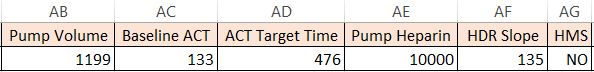 AB AC AD AE AF AG
Pump Volume Baseline ACT ACT Target Time Pump Heparin HDR Slope HMS
1199 133 476 10000 135 NO